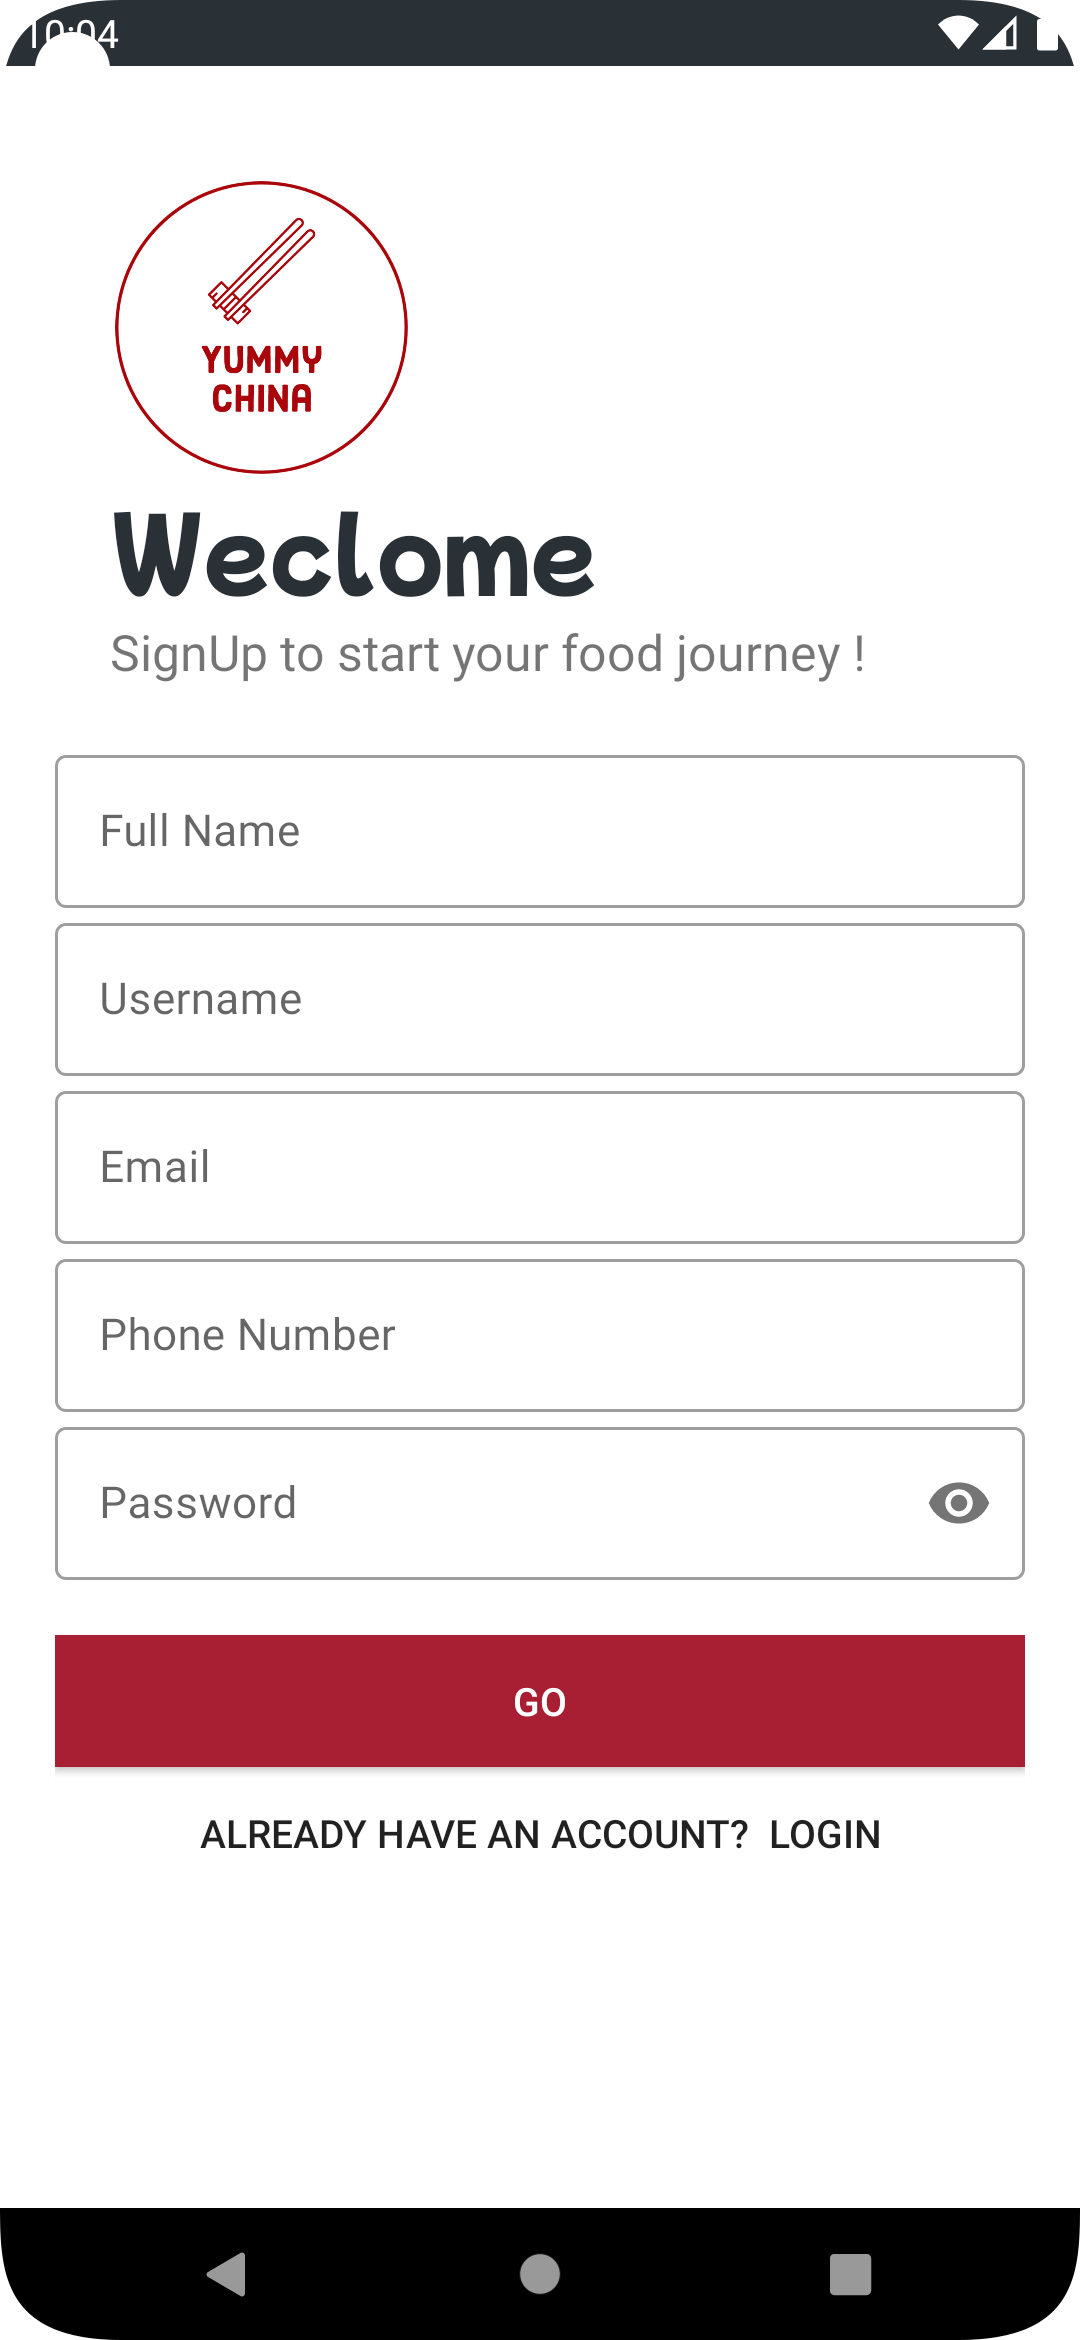 10:04
YUMMY
CHINA
Weclome
SignUp to start your food journey !
Full Name
Username
Email
Phone Number
Password
GO
ALREADY HAVE AN ACCOUNT? LOGIN